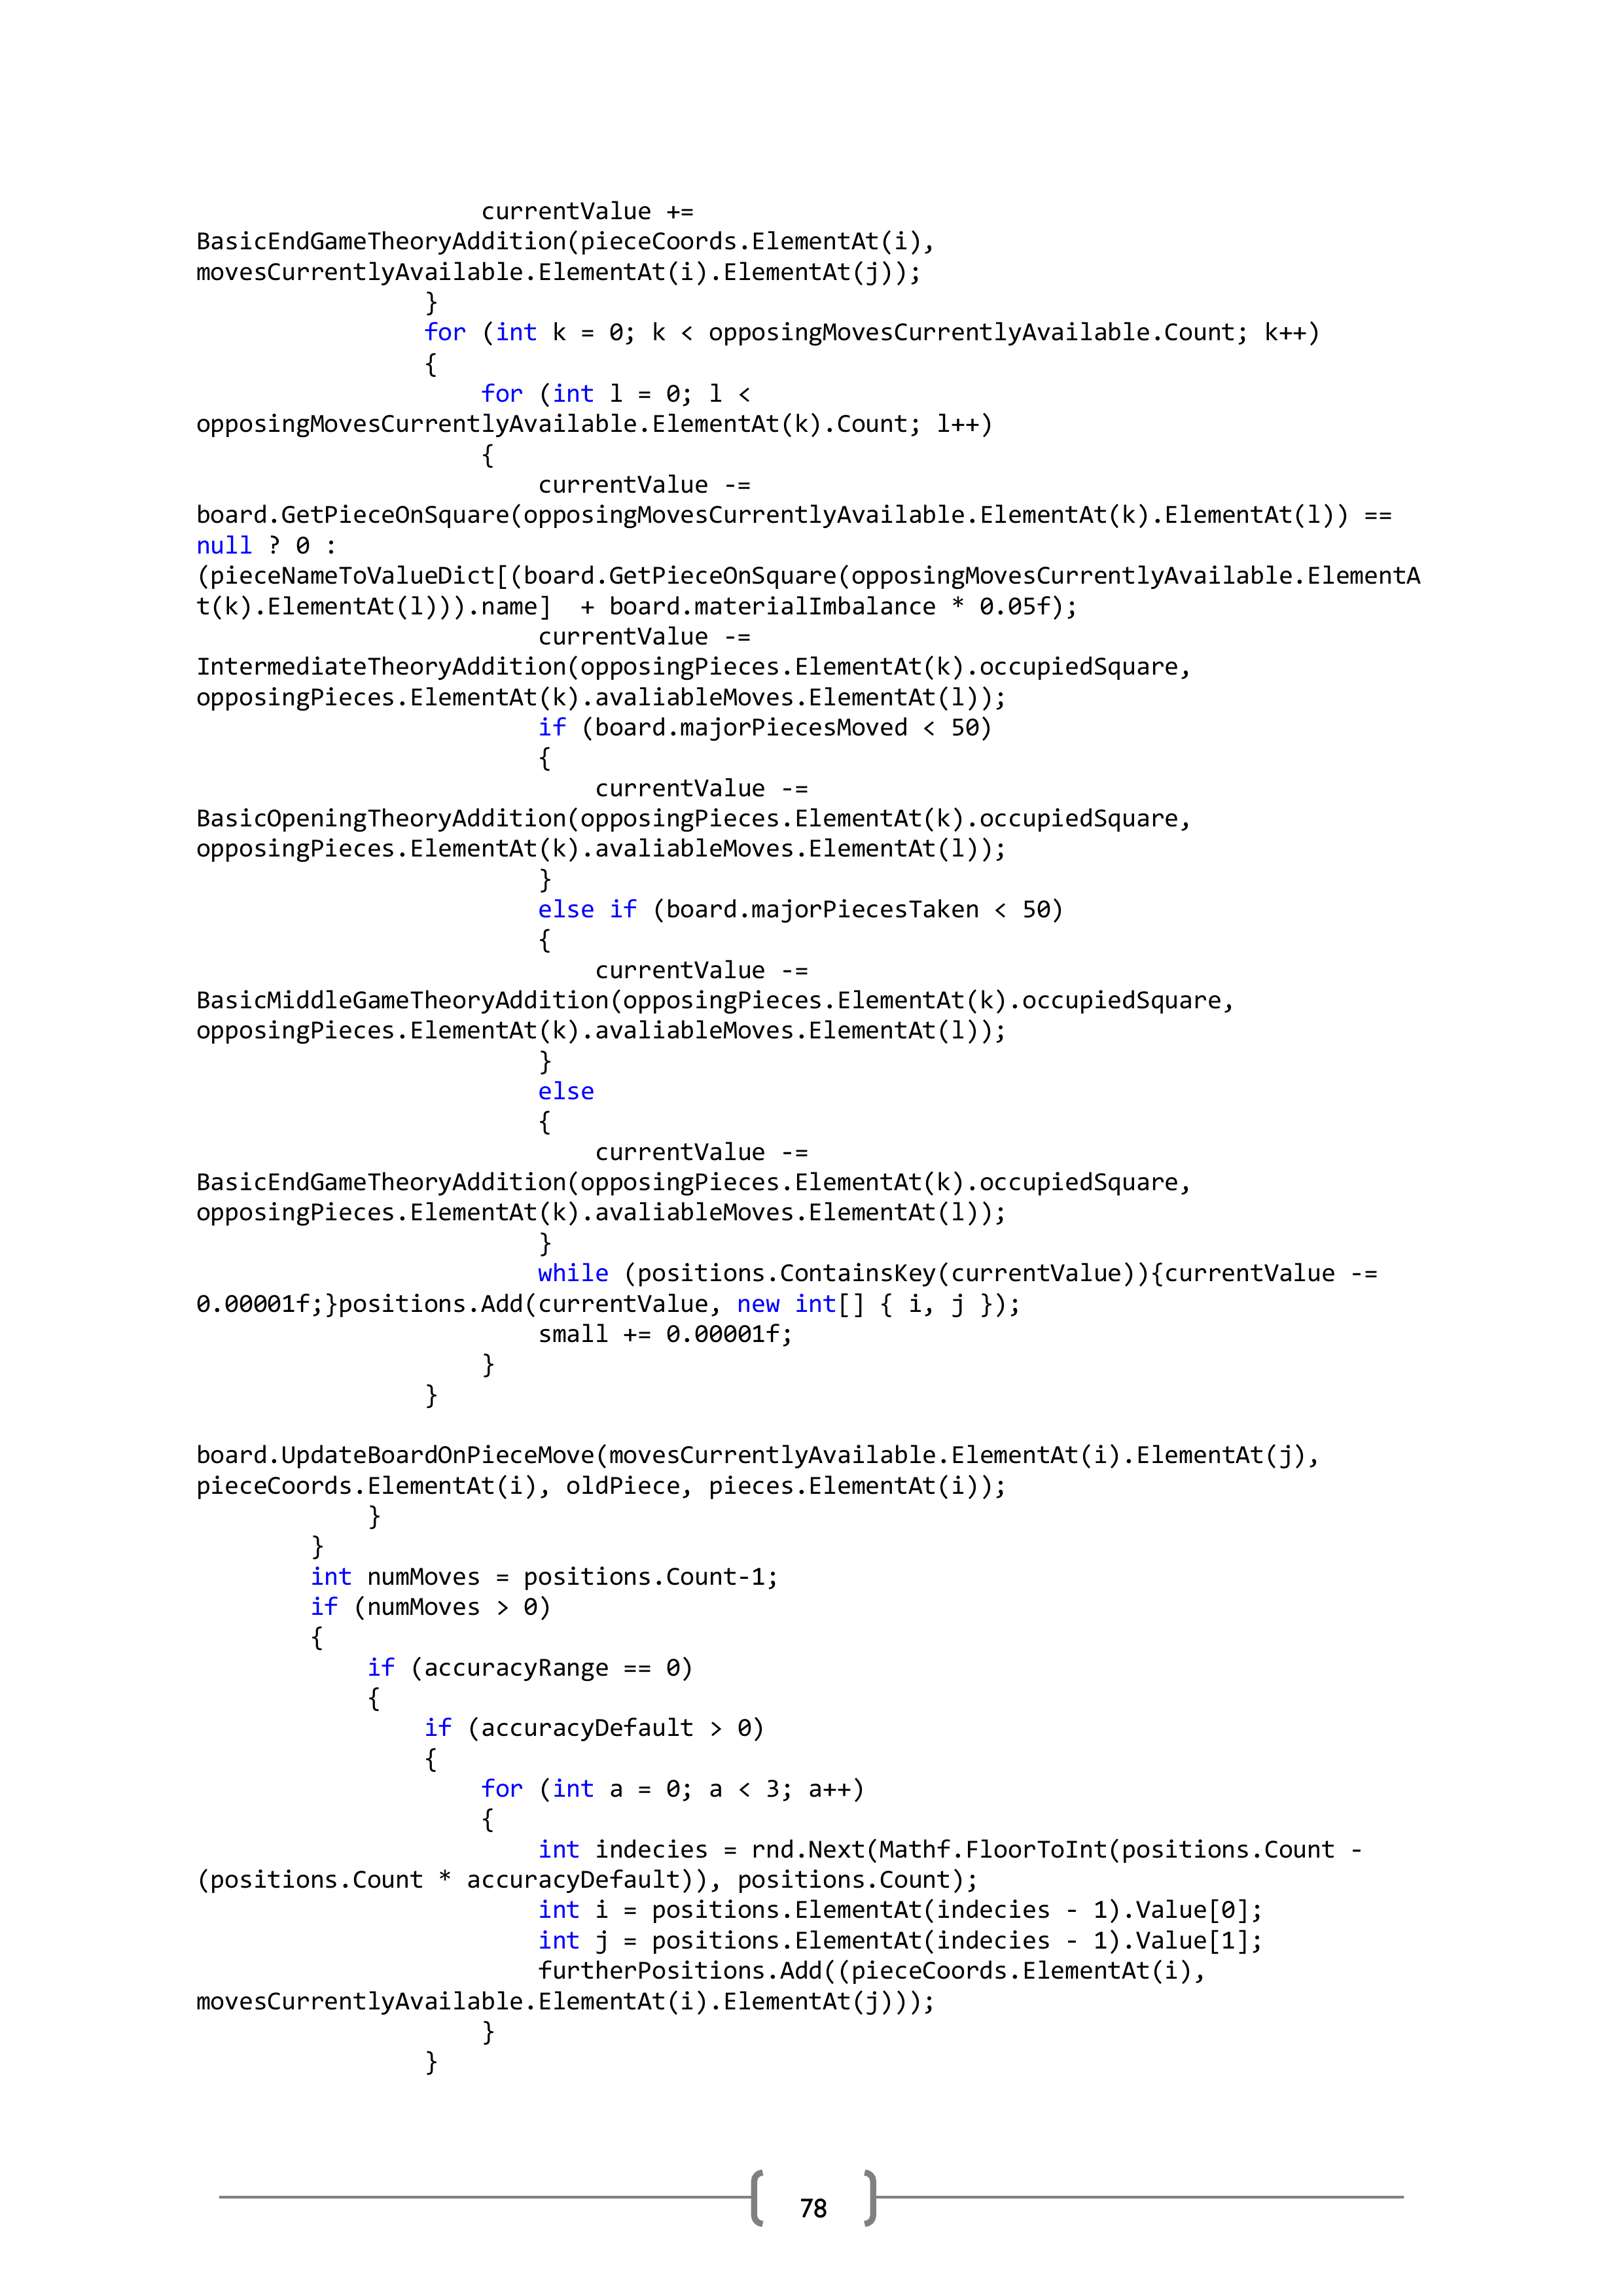 currentValue +=
BasicEndGameTheoryAddition(pieceCoords.ElementAt(i),
movesCurrentlyAvailable.ElementAt(i).ElementAt(j));
}
for (int k = 0; k < opposingMovesCurrentlyAvailable.Count; k++)
{
for (int l = 0; l <
opposingMovesCurrentlyAvailable.ElementAt(k).Count; l++)
{
currentValue -=
board.GetPieceOnSquare(opposingMovesCurrentlyAvailable.ElementAt(k).ElementAt(l)) ==
null ? 0 :
(pieceNameToValueDict[(board.GetPieceOnSquare(opposingMovesCurrentlyAvailable.ElementA
t(k).ElementAt(l))).name]  + board.materialImbalance * 0.05f);
currentValue -=
IntermediateTheoryAddition(opposingPieces.ElementAt(k).occupiedSquare,
opposingPieces.ElementAt(k).avaliableMoves.ElementAt(l));
if (board.majorPiecesMoved < 50)
{
currentValue -=
BasicOpeningTheoryAddition(opposingPieces.ElementAt(k).occupiedSquare,
opposingPieces.ElementAt(k).avaliableMoves.ElementAt(l));
}
else if (board.majorPiecesTaken < 50)
{
currentValue -=
BasicMiddleGameTheoryAddition(opposingPieces.ElementAt(k).occupiedSquare,
opposingPieces.ElementAt(k).avaliableMoves.ElementAt(l));
}
else
{
currentValue -=
BasicEndGameTheoryAddition(opposingPieces.ElementAt(k).occupiedSquare,
opposingPieces.ElementAt(k).avaliableMoves.ElementAt(l));
}
while (positions.ContainsKey(currentValue)){currentValue -=
0.00001f;}positions.Add(currentValue, new int[] { i, j });
small += 0.00001f;
}
}
board.UpdateBoardOnPieceMove(movesCurrentlyAvailable.ElementAt(i).ElementAt(j),
pieceCoords.ElementAt(i), oldPiece, pieces.ElementAt(i));
}
}
int numMoves = positions.Count-1;
if (numMoves > 0)
{
if (accuracyRange == 0)
{
if (accuracyDefault > 0)
{
for (int a = 0; a < 3; a++)
{
int indecies = rnd.Next(Mathf.FloorToInt(positions.Count -
(positions.Count * accuracyDefault)), positions.Count);
int i = positions.ElementAt(indecies - 1).Value[0];
int j = positions.ElementAt(indecies - 1).Value[1];
furtherPositions.Add((pieceCoords.ElementAt(i),
movesCurrentlyAvailable.ElementAt(i).ElementAt(j)));
}
}
78